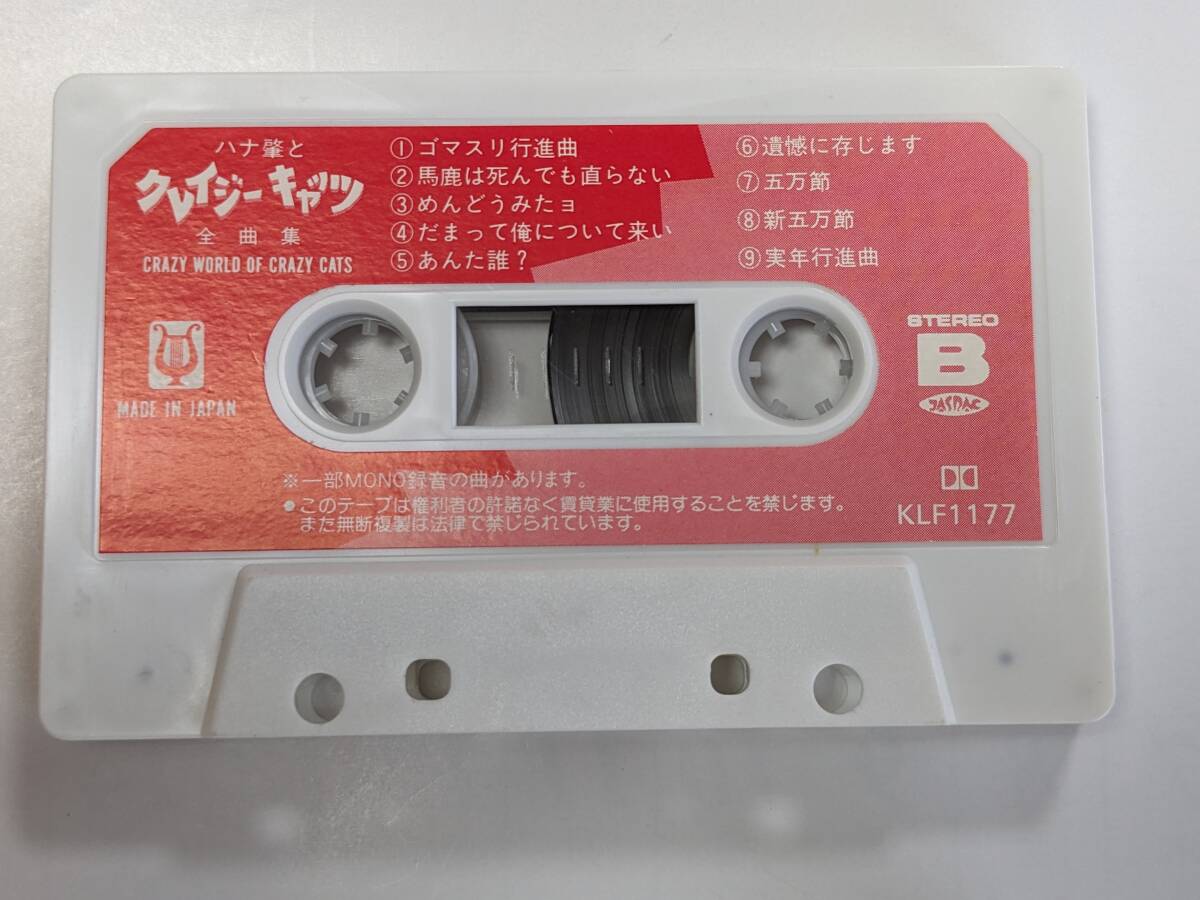 ハナ肇と
クレイジーキャッツ
全曲集
CRAZY WORLD OF CRAZY CATS
①ゴマスリ行進曲
②馬鹿は死んでも直らない
③めんどうみたョ
④だまって俺について来い
⑤あんた誰?
⑥遺憾に存じます
⑦五万節
⑧新五万節
⑨実年行進曲
MADE IN JAPAN
STEREO
B
JASRAC
※一部MONO録音の曲があります。
●このテープは権利者の許諾なく賃貸業に使用することを禁じます。
また無断複製は法律で禁じられています。
KLF1177